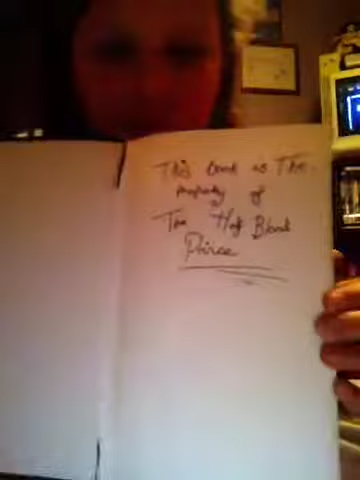 This book is The
property of
The Half Blood
Prince